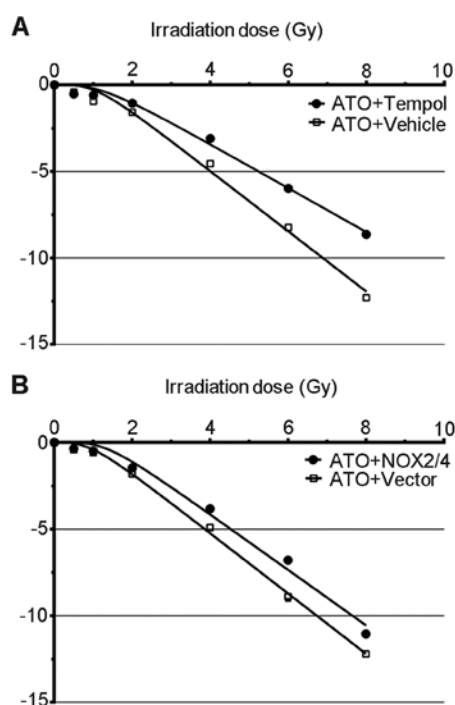 A
Irradiation dose (Gy)
0 2 4 6 8 10
0
ATO+Tempol
ATO+Vehicle
-5
-10
-15
B
Irradiation dose (Gy)
0 2 4 6 8 10
0
ATO+NOX2/4
ATO+Vector
-5
-10
-15